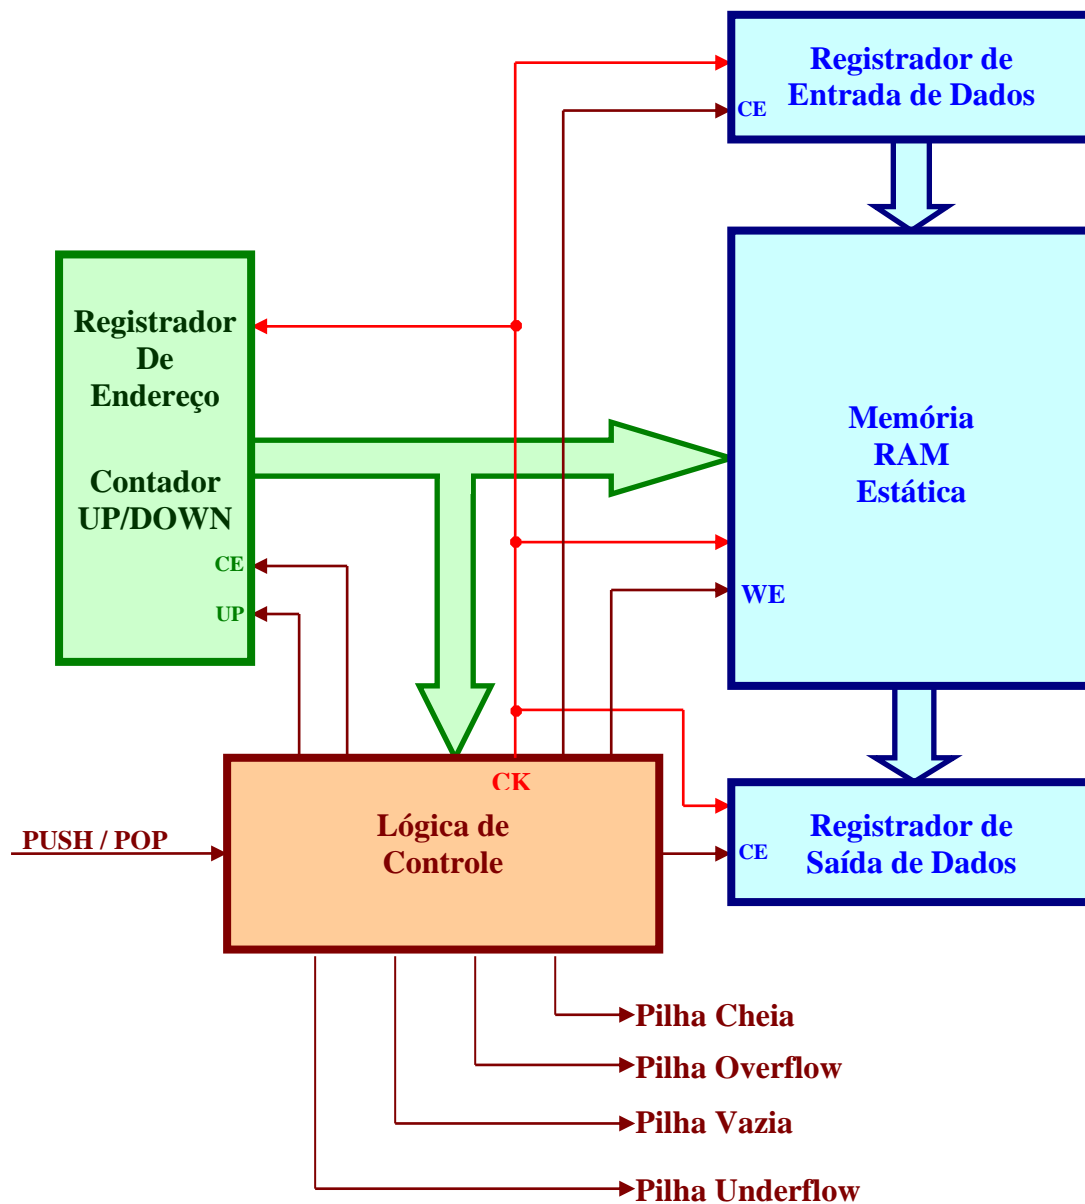 Registrador de
Entrada de Dados
CE
Registrador
De
Endereço
Contador
UP/DOWN
CE
UP
Memória
RAM
Estática
WE
CK
Lógica de
Controle
PUSH / POP
Registrador de
Saída de Dados
CE
Pilha Cheia
Pilha Overflow
Pilha Vazia
Pilha Underflow